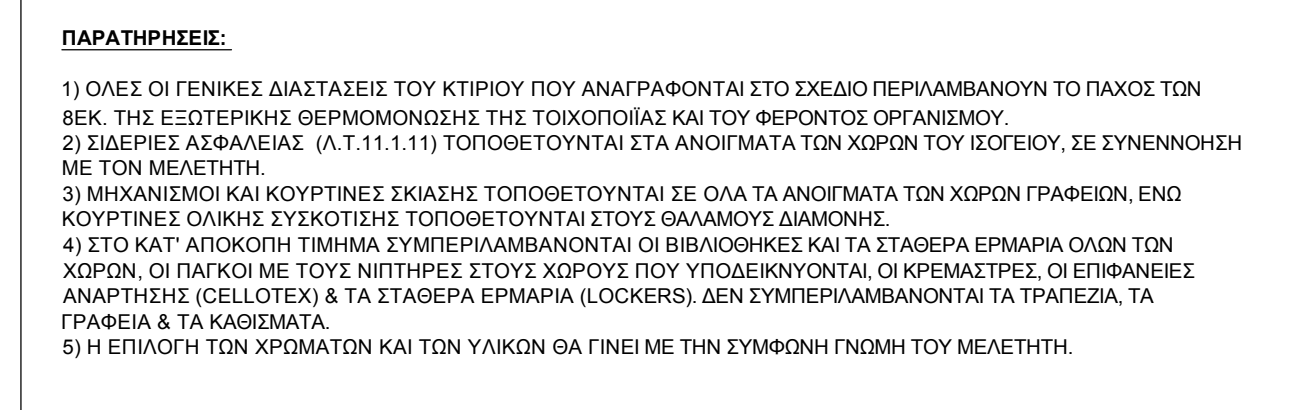 ΠΑΡΑΤΗΡΗΣΕΙΣ:
1) ΟΛΕΣ ΟΙ ΓΕΝΙΚΕΣ ΔΙΑΣΤΑΣΕΙΣ ΤΟΥ ΚΤΙΡΙΟΥ ΠΟΥ ΑΝΑΓΡΑΦΟΝΤΑΙ ΣΤΟ ΣΧΕΔΙΟ ΠΕΡΙΛΑΜΒΑΝΟΥΝ ΤΟ ΠΑΧΟΣ ΤΩΝ
8ΕΚ. ΤΗΣ ΕΞΩΤΕΡΙΚΗΣ ΘΕΡΜΟΜΟΝΩΣΗΣ ΤΗΣ ΤΟΙΧΟΠΟΙΪΑΣ ΚΑΙ ΤΟΥ ΦΕΡΟΝΤΟΣ ΟΡΓΑΝΙΣΜΟΥ.
2) ΣΙΔΕΡΙΕΣ ΑΣΦΑΛΕΙΑΣ (Λ.Τ.11.1.11) ΤΟΠΟΘΕΤΟΥΝΤΑΙ ΣΤΑ ΑΝΟΙΓΜΑΤΑ ΤΩΝ ΧΩΡΩΝ ΤΟΥ ΙΣΟΓΕΙΟΥ, ΣΕ ΣΥΝΕΝΝΟΗΣΗ
ΜΕ ΤΟΝ ΜΕΛΕΤΗΤΗ.
3) ΜΗΧΑΝΙΣΜΟΙ ΚΑΙ ΚΟΥΡΤΙΝΕΣ ΣΚΙΑΣΗΣ ΤΟΠΟΘΕΤΟΥΝΤΑΙ ΣΕ ΟΛΑ ΤΑ ΑΝΟΙΓΜΑΤΑ ΤΩΝ ΧΩΡΩΝ ΓΡΑΦΕΙΩΝ, ΕΝΩ
ΚΟΥΡΤΙΝΕΣ ΟΛΙΚΗΣ ΣΥΣΚΟΤΙΣΗΣ ΤΟΠΟΘΕΤΟΥΝΤΑΙ ΣΤΟΥΣ ΘΑΛΑΜΟΥΣ ΔΙΑΜΟΝΗΣ.
4) ΣΤΟ ΚΑΤ' ΑΠΟΚΟΠΗ ΤΙΜΗΜΑ ΣΥΜΠΕΡΙΛΑΜΒΑΝΟΝΤΑΙ ΟΙ ΒΙΒΛΙΟΘΗΚΕΣ ΚΑΙ ΤΑ ΣΤΑΘΕΡΑ ΕΡΜΑΡΙΑ ΟΛΩΝ ΤΩΝ
ΧΩΡΩΝ, ΟΙ ΠΑΓΚΟΙ ΜΕ ΤΟΥΣ ΝΙΠΤΗΡΕΣ ΣΤΟΥΣ ΧΩΡΟΥΣ ΠΟΥ ΥΠΟΔΕΙΚΝΥΟΝΤΑΙ, ΟΙ ΚΡΕΜΑΣΤΡΕΣ, ΟΙ ΕΠΙΦΑΝΕΙΕΣ
ΑΝΑΡΤΗΣΗΣ (CELLOTEX) & ΤΑ ΣΤΑΘΕΡΑ ΕΡΜΑΡΙΑ (LOCKERS). ΔΕΝ ΣΥΜΠΕΡΙΛΑΜΒΑΝΟΝΤΑΙ ΤΑ ΤΡΑΠΕΖΙΑ, ΤΑ
ΓΡΑΦΕΙΑ & ΤΑ ΚΑΘΙΣΜΑΤΑ.
5) Η ΕΠΙΛΟΓΗ ΤΩΝ ΧΡΩΜΑΤΩΝ ΚΑΙ ΤΩΝ ΥΛΙΚΩΝ ΘΑ ΓΙΝΕΙ ΜΕ ΤΗΝ ΣΥΜΦΩΝΗ ΓΝΩΜΗ ΤΟΥ ΜΕΛΕΤΗΤΗ.